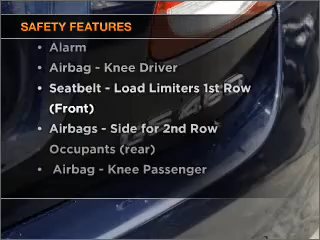 SAFETY FEATURES
• Alarm
• Airbag - Knee Driver
• Seatbelt - Load Limiters 1st Row
(Front)
• Airbags - Side for 2nd Row
Occupants (rear)
• Airbag - Knee Passenger